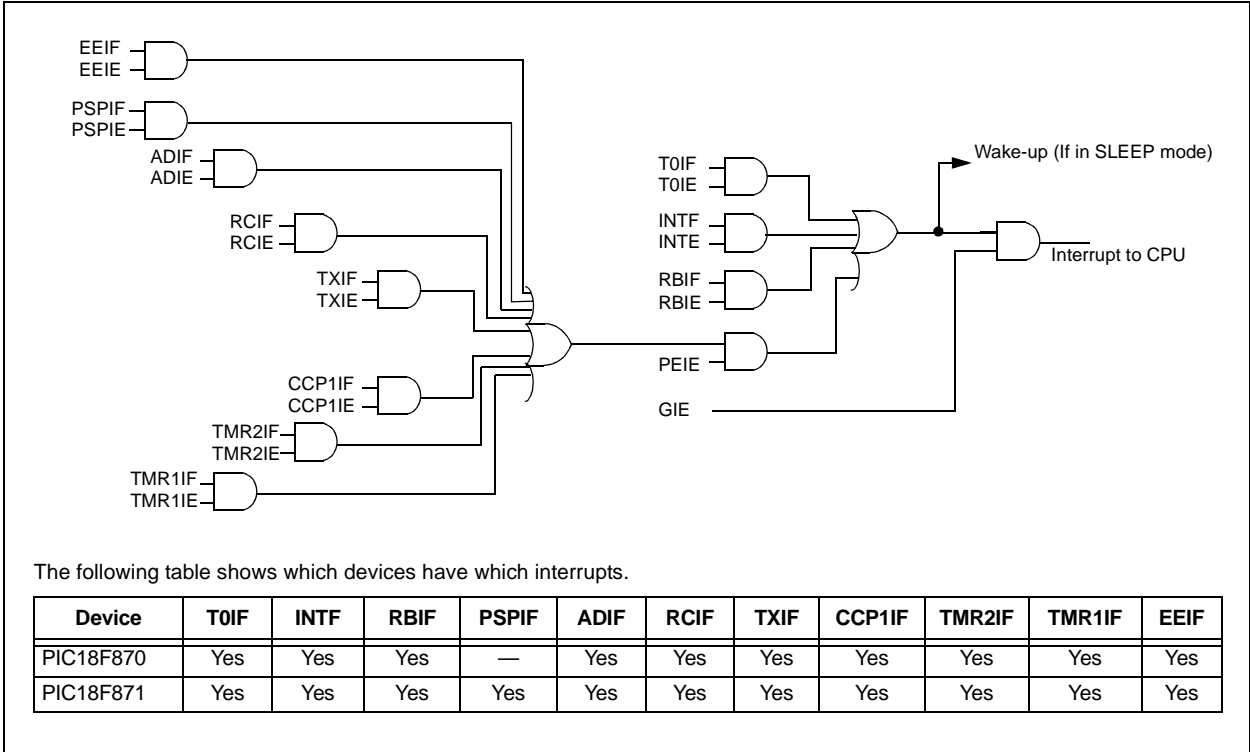 EEIF
EEIE
PSPIF
PSPIE
ADIF
ADIE
RCIF
RCIE
TXIF
TXIE
CCP1IF
CCP1IE
TMR2IF
TMR2IE
TMR1IF
TMR1IE
T0IF
T0IE
INTF
INTE
RBIF
RBIE
PEIE
GIE
Wake-up (If in SLEEP mode)
Interrupt to CPU
The following table shows which devices have which interrupts.
Device T0IF INTF RBIF PSPIF ADIF RCIF TXIF CCP1IF TMR2IF TMR1IF EEIF
PIC18F870 Yes Yes Yes — Yes Yes Yes Yes Yes Yes Yes
PIC18F871 Yes Yes Yes Yes Yes Yes Yes Yes Yes Yes Yes